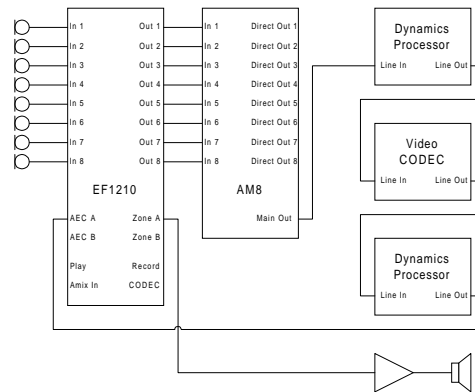 In 1 Out 1
In 2 Out 2
In 3 Out 3
In 4 Out 4
In 5 Out 5
In 6 Out 6
In 7 Out 7
In 8 Out 8
EF1210
AEC A Zone A
AEC B Zone B
Play Record
Amix In CODEC
In 1 Direct Out 1
In 2 Direct Out 2
In 3 Direct Out 3
In 4 Direct Out 4
In 5 Direct Out 5
In 6 Direct Out 6
In 7 Direct Out 7
In 8 Direct Out 8
AM8
Main Out
Dynamics
Processor
Line In Line Out
Video
CODEC
Line In Line Out
Dynamics
Processor
Line In Line Out